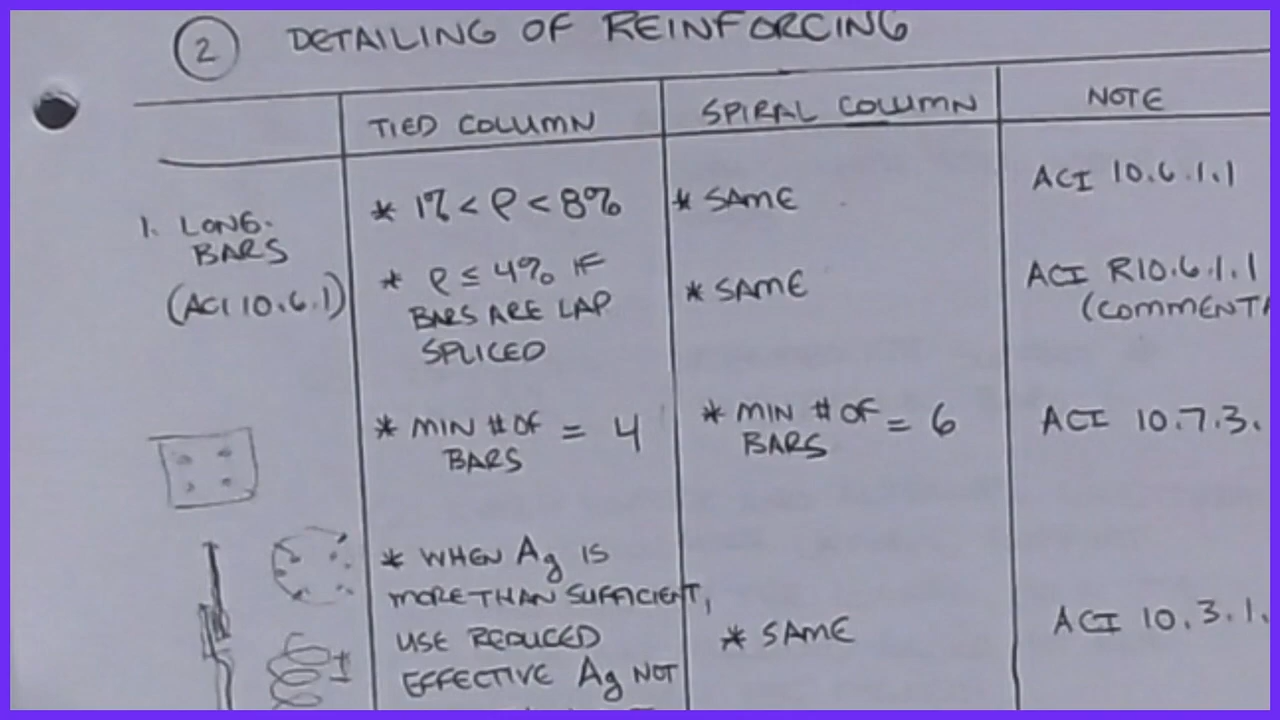 2 DETAILING OF REINFORCING
TIED COLUMN SPIRAL COLUMN NOTE
1. LONG.
BARS
(ACI 10.6.1)
* 1% < ρ < 8%
* SAME
ACI 10.6.1.1
* ρ ≤ 4% IF
BARS ARE LAP
SPLICED
* SAME
ACI R10.6.1.1
(COMMENTA
* MIN # OF
BARS = 4
* MIN # OF
BARS = 6
ACI 10.7.3.
* WHEN Ag IS
MORE THAN SUFFICIENT,
USE REDUCED
EFFECTIVE Ag NOT
* SAME
ACI 10.3.1.